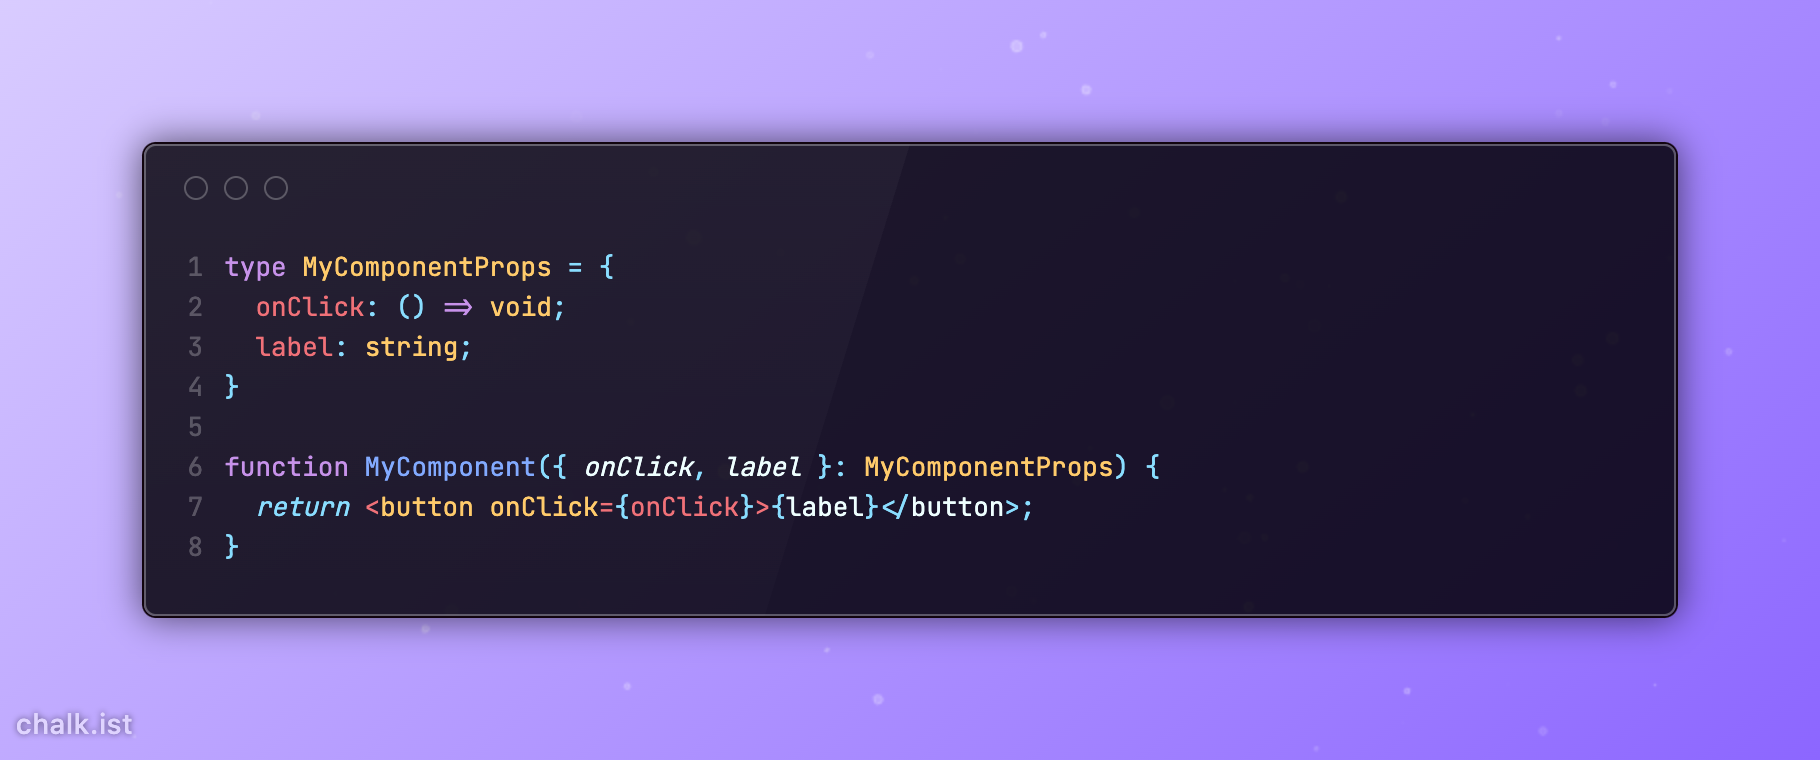 1 type MyComponentProps = {
2   onClick: () => void;
3   label: string;
4 }
5
6 function MyComponent({ onClick, label }: MyComponentProps) {
7   return <button onClick={onClick}>{label}</button>;
8 }
chalk.ist